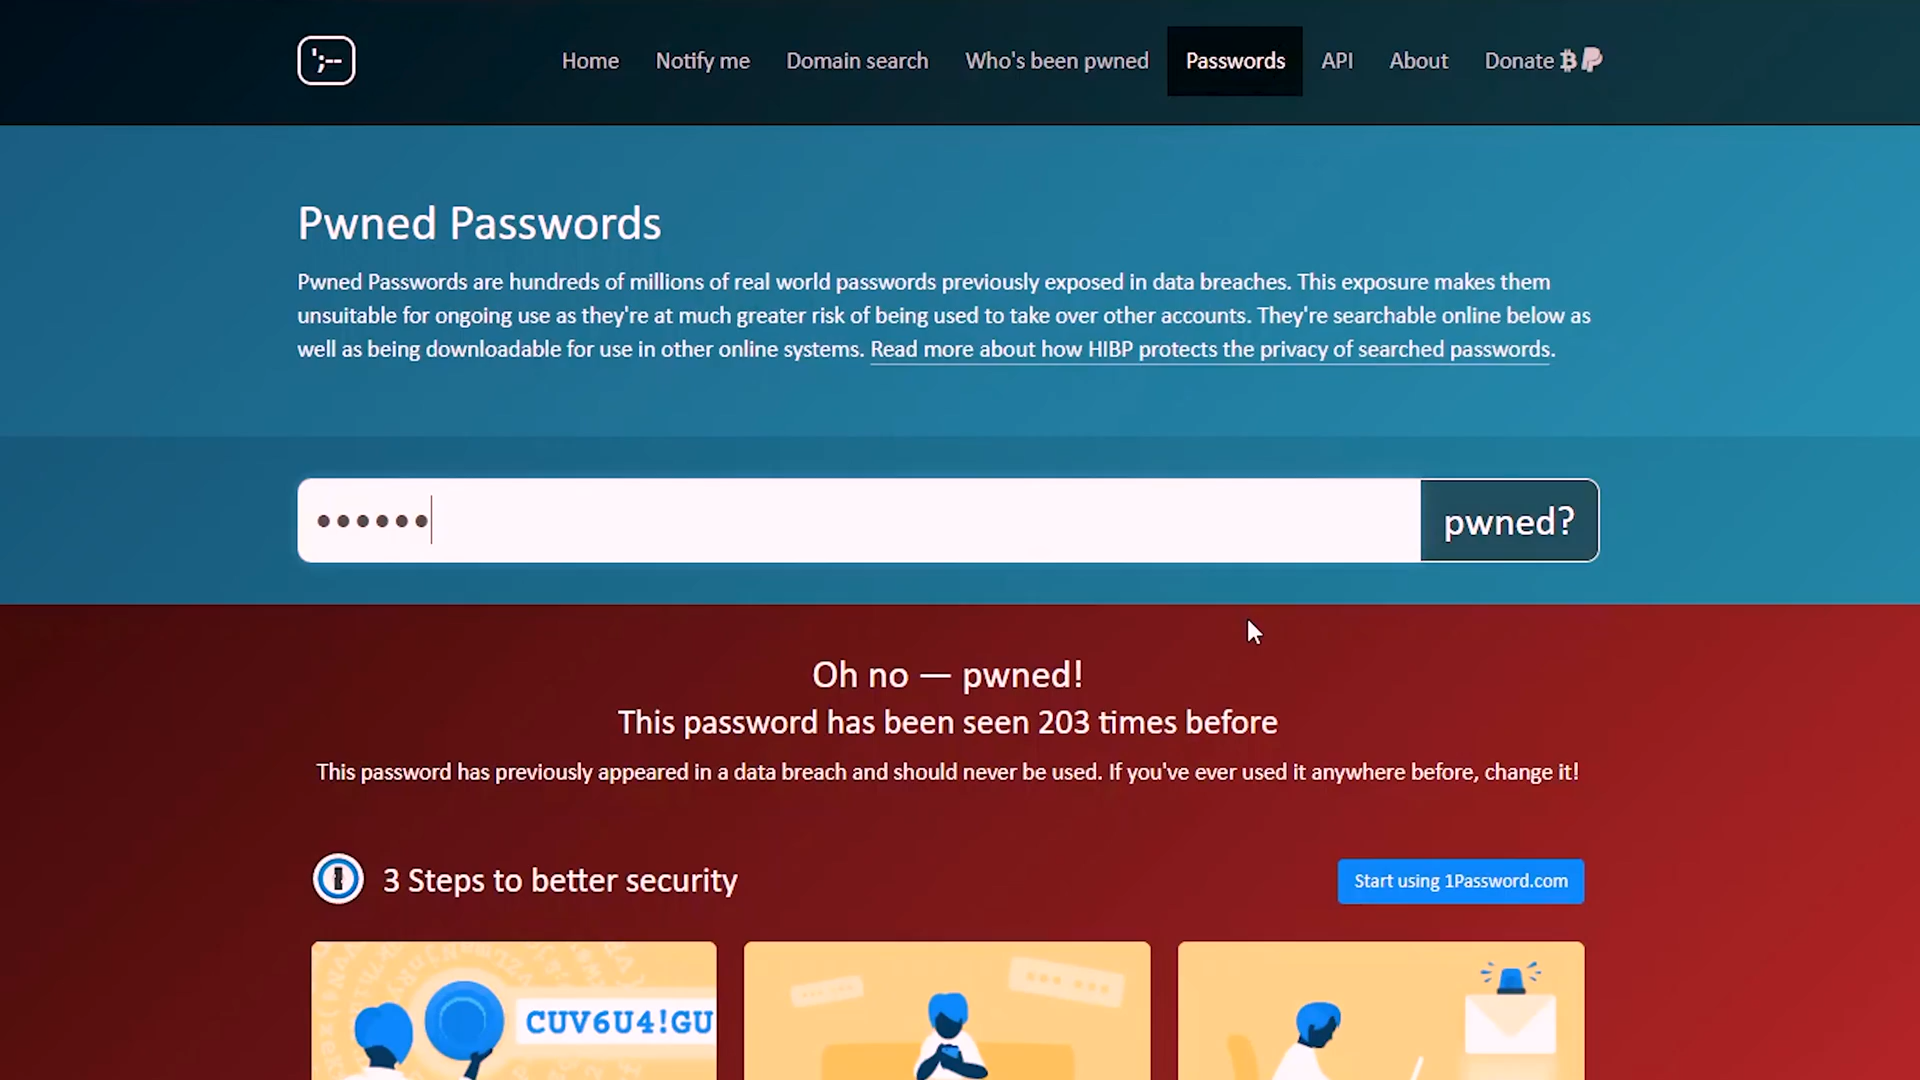 ';--
Home Notify me Domain search Who's been pwned Passwords API About Donate
Pwned Passwords
Pwned Passwords are hundreds of millions of real world passwords previously exposed in data breaches. This exposure makes them
unsuitable for ongoing use as they're at much greater risk of being used to take over other accounts. They're searchable online below as
well as being downloadable for use in other online systems. Read more about how HIBP protects the privacy of searched passwords.
••••••
pwned?
Oh no — pwned!
This password has been seen 203 times before
This password has previously appeared in a data breach and should never be used. If you've ever used it anywhere before, change it!
3 Steps to better security
Start using 1Password.com
CUV6U4!GU